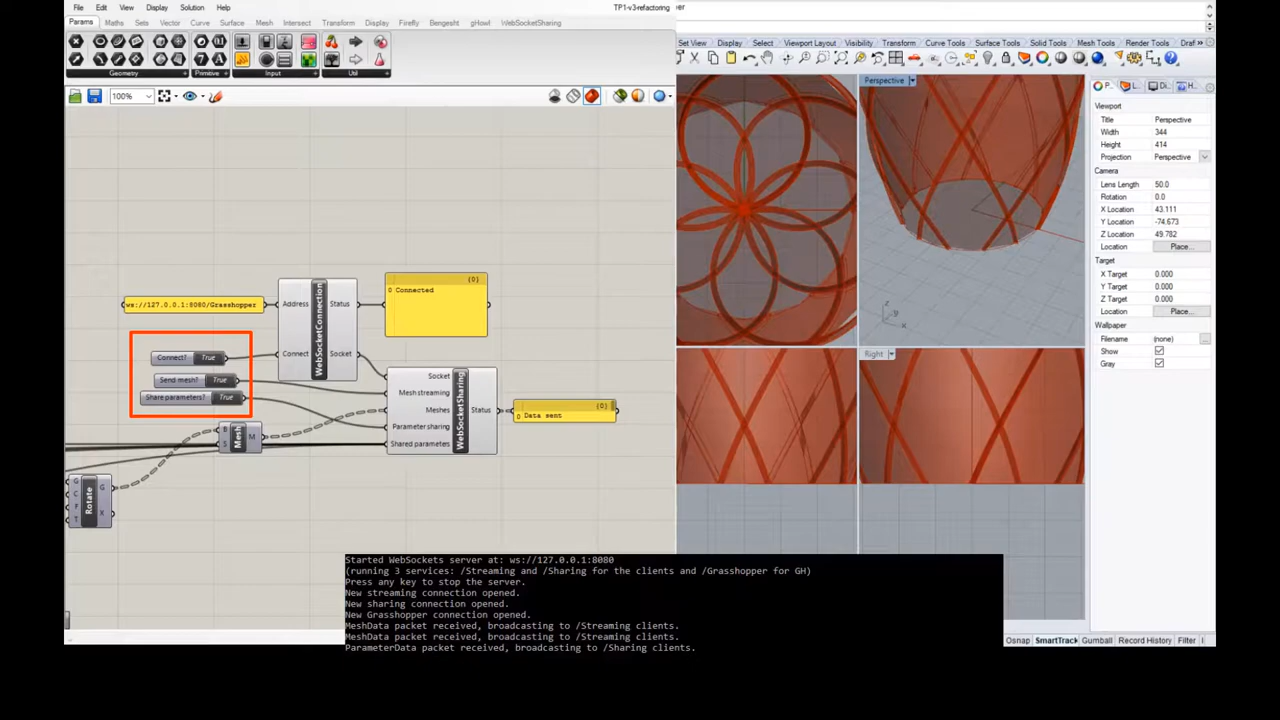 File Edit View Display Solution Help
TP1-v3-refactoring
Params Maths Sets Vector Curve Surface Mesh Intersect Transform Display Firefly Bengesht gHowl WebSocketSharing
Geometry Primitive Input Util
100%
ws://127.0.0.1:8080/Grasshopper
Address
Status
Connect
Socket
WebSocketConnection
{0}
0 Connected
Connect? True
Send mesh? True
Share parameters? True
Socket
Mesh streaming
Meshes
Parameter sharing
Shared parameters
Status
WebSocketSharing
{0}
0 Data sent
B
S
Mesh
M
G
C
F
T
Rotate
G
X
Set View Display Select Viewport Layout Visibility Transform Curve Tools Surface Tools Solid Tools Mesh Tools Render Tools Draf
Perspective
Right
z
y
x
P... L... Di... H...
Viewport
Title Perspective
Width 344
Height 414
Projection Perspective
Camera
Lens Length 50.0
Rotation 0.0
X Location 43.111
Y Location -74.673
Z Location 49.782
Location Place...
Target
X Target 0.000
Y Target 0.000
Z Target 0.000
Location Place...
Wallpaper
Filename (none)
Show
Gray
Started WebSockets server at: ws://127.0.0.1:8080
(running 3 services: /Streaming and /Sharing for the clients and /Grasshopper for GH)
Press any key to stop the server.
New streaming connection opened.
New sharing connection opened.
New Grasshopper connection opened.
MeshData packet received, broadcasting to /Streaming clients.
MeshData packet received, broadcasting to /Streaming clients.
ParameterData packet received, broadcasting to /Sharing clients.
Osnap SmartTrack Gumball Record History Filter